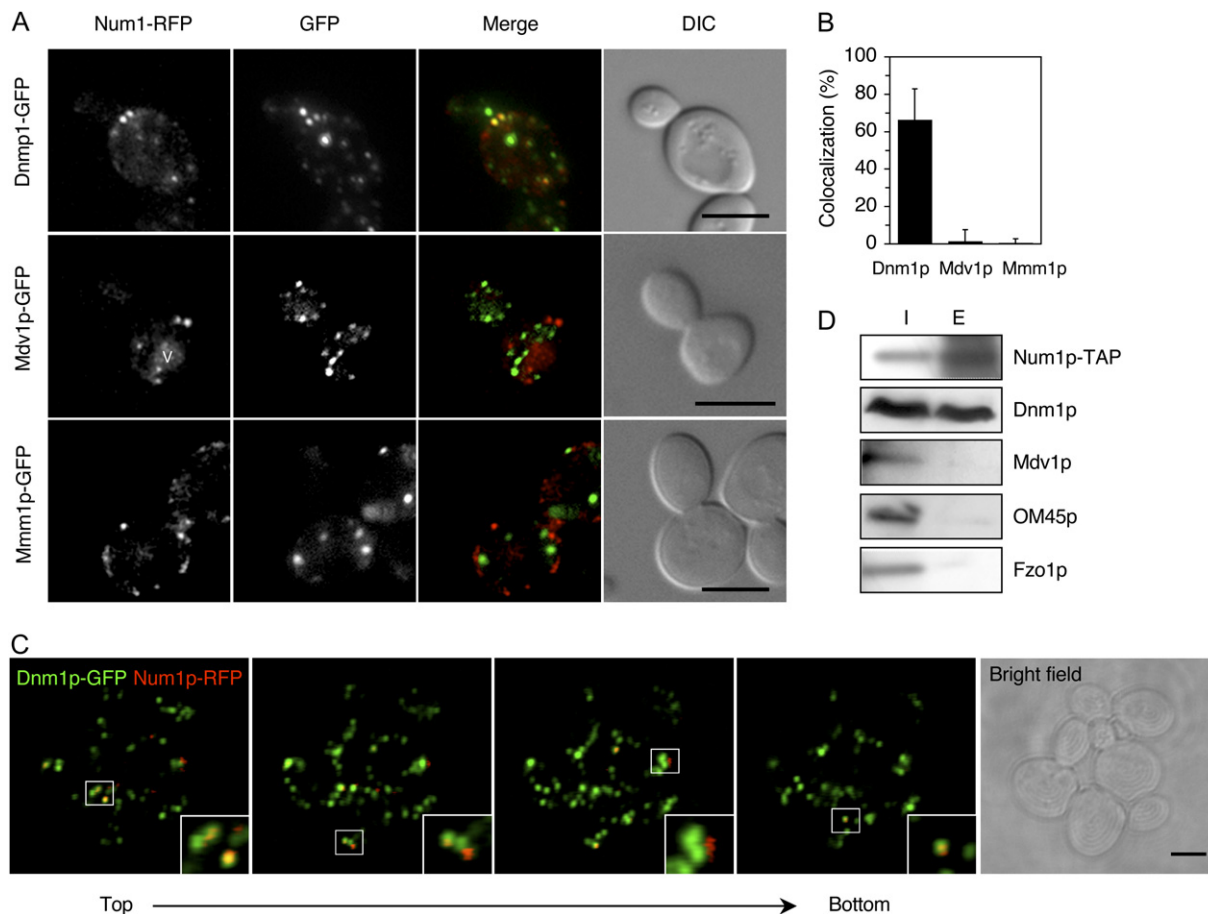 A
Num1-RFP GFP Merge DIC
Dnmp1-GFP
V
Mdv1p-GFP
Mmm1p-GFP
B
Colocalization (%)
100
80
60
40
20
0
Dnm1p Mdv1p Mmm1p
D
I E
Num1p-TAP
Dnm1p
Mdv1p
OM45p
Fzo1p
C
Dnm1p-GFP Num1p-RFP Bright field
Top Bottom